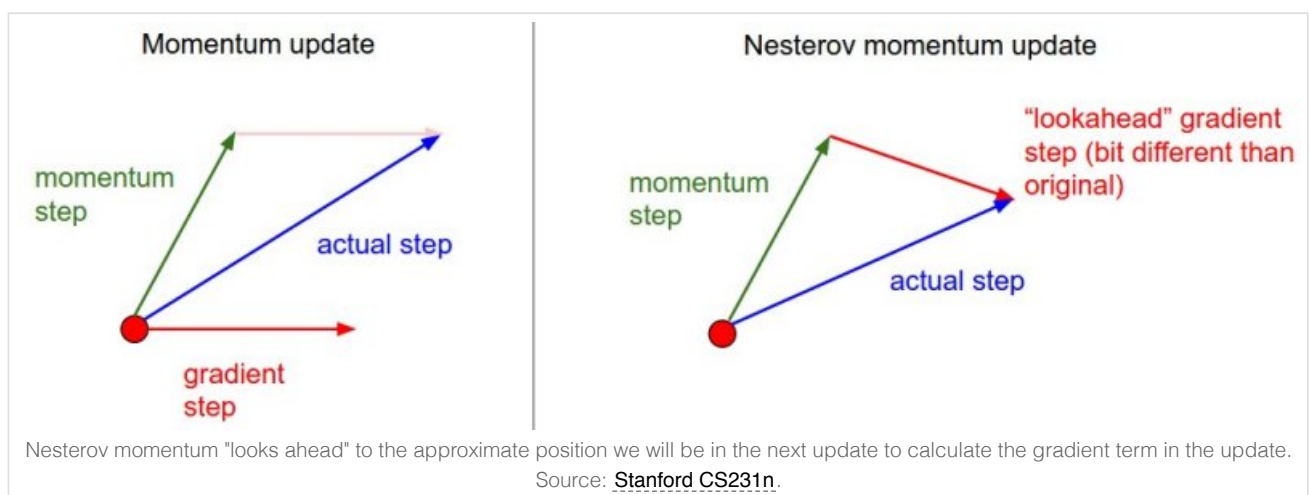 Momentum update
momentum
step
actual step
gradient
step
Nesterov momentum update
momentum
step
"lookahead" gradient
step (bit different than
original)
actual step
Nesterov momentum "looks ahead" to the approximate position we will be in the next update to calculate the gradient term in the update.
Source: Stanford CS231n.